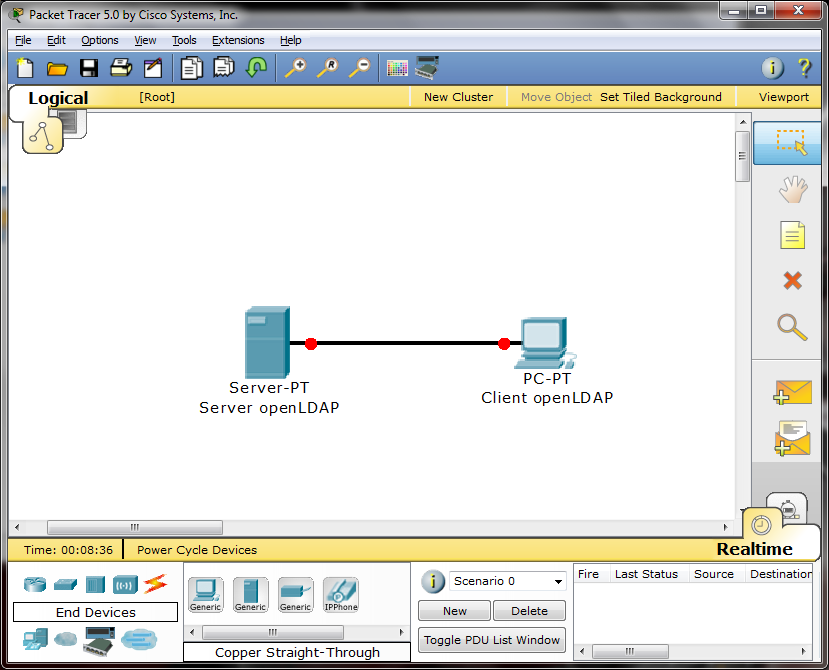 Packet Tracer 5.0 by Cisco Systems, Inc.
File Edit Options View Tools Extensions Help
Logical [Root] New Cluster Move Object Set Tiled Background Viewport
Server-PT
Server openLDAP
PC-PT
Client openLDAP
Time: 00:08:36 Power Cycle Devices
Realtime
End Devices
Generic Generic Generic IPPhone
Copper Straight-Through
Scenario 0
New Delete
Toggle PDU List Window
Fire Last Status Source Destination